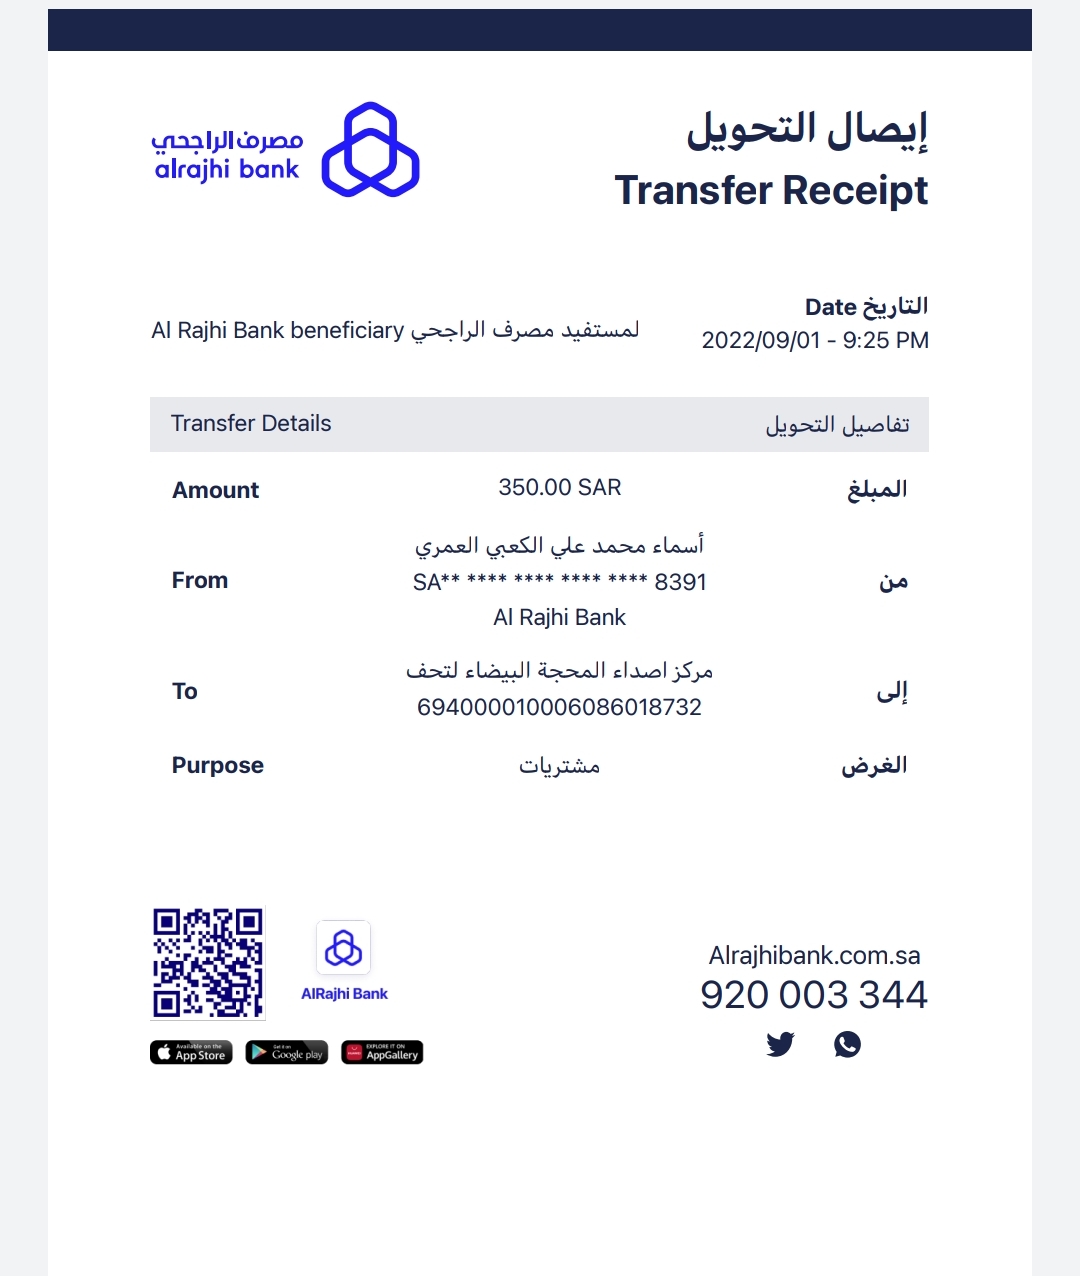 مصرف الراجحي
alrajhi bank
إيصال التحويل
Transfer Receipt
التاريخ Date
2022/09/01 - 9:25 PM
Al Rajhi Bank beneficiary لمستفيد مصرف الراجحي
Transfer Details تفاصيل التحويل
Amount 350.00 SAR المبلغ
أسماء محمد علي الكعبي العمري
From SA** **** **** **** **** 8391 من
Al Rajhi Bank
مركز اصداء المحجة البيضاء لتحف
To 694000010006086018732 إلى
Purpose مشتريات الغرض
AlRajhi Bank
Available on the App Store
Get it on Google play
EXPLORE IT ON AppGallery
Alrajhibank.com.sa
920 003 344